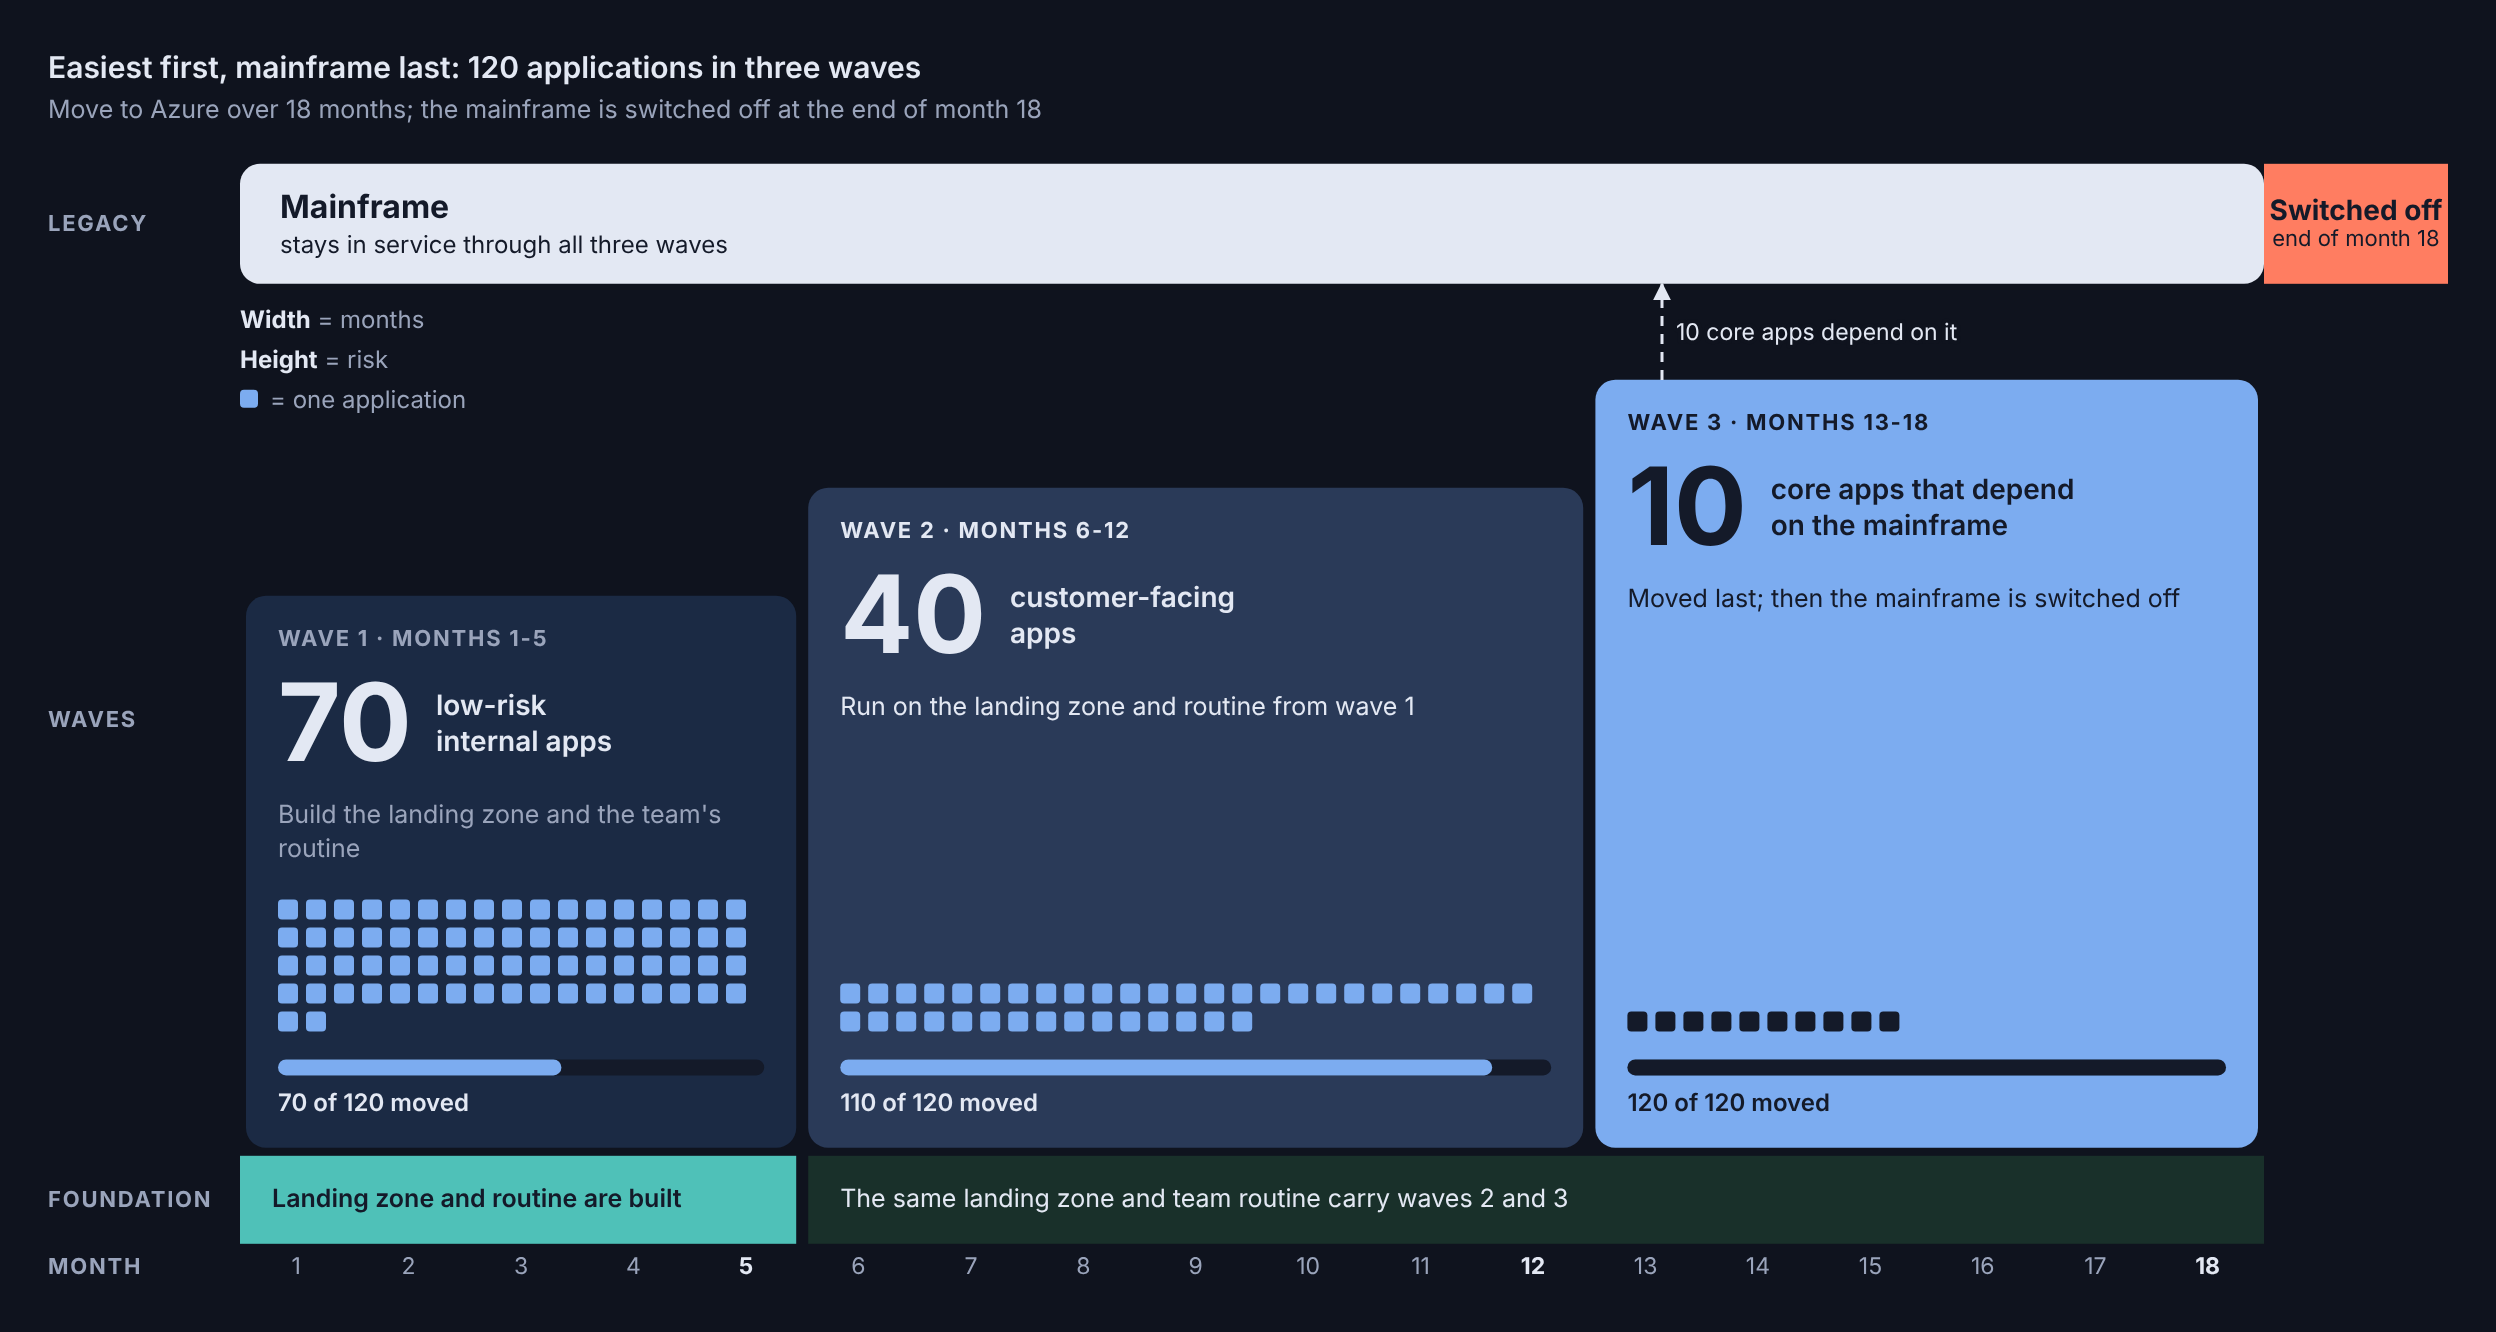 Easiest first, mainframe last: 120 applications in three waves
Move to Azure over 18 months; the mainframe is switched off at the end of month 18
LEGACY
Mainframe
stays in service through all three waves
Switched off
end of month 18
Width = months
Height = risk
= one application
10 core apps depend on it
WAVES
WAVE 1 · MONTHS 1-5
70
low-risk
internal apps
Build the landing zone and the team's
routine
70 of 120 moved
WAVE 2 · MONTHS 6-12
40
customer-facing
apps
Run on the landing zone and routine from wave 1
110 of 120 moved
WAVE 3 · MONTHS 13-18
10
core apps that depend
on the mainframe
Moved last; then the mainframe is switched off
120 of 120 moved
FOUNDATION
Landing zone and routine are built
The same landing zone and team routine carry waves 2 and 3
MONTH
1 2 3 4 5 6 7 8 9 10 11 12 13 14 15 16 17 18